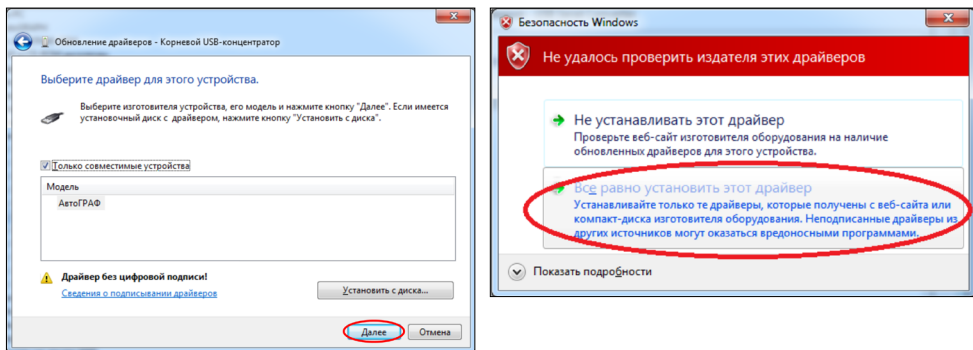 Обновление драйверов - Корневой USB-концентратор
Выберите драйвер для этого устройства.
Выберите изготовителя устройства, его модель и нажмите кнопку "Далее". Если имеется
установочный диск с драйвером, нажмите кнопку "Установить с диска".
Только совместимые устройства
Модель
АвтоГРАФ
Драйвер без цифровой подписи!
Сведения о подписывании драйверов
Установить с диска...
Далее
Отмена
Безопасность Windows
Не удалось проверить издателя этих драйверов
Не устанавливать этот драйвер
Проверьте веб-сайт изготовителя оборудования на наличие
обновленных драйверов для этого устройства.
Все равно установить этот драйвер
Устанавливайте только те драйверы, которые получены с веб-сайта или
компакт-диска изготовителя оборудования. Неподписанные драйверы из
других источников могут оказаться вредоносными программами.
Показать подробности